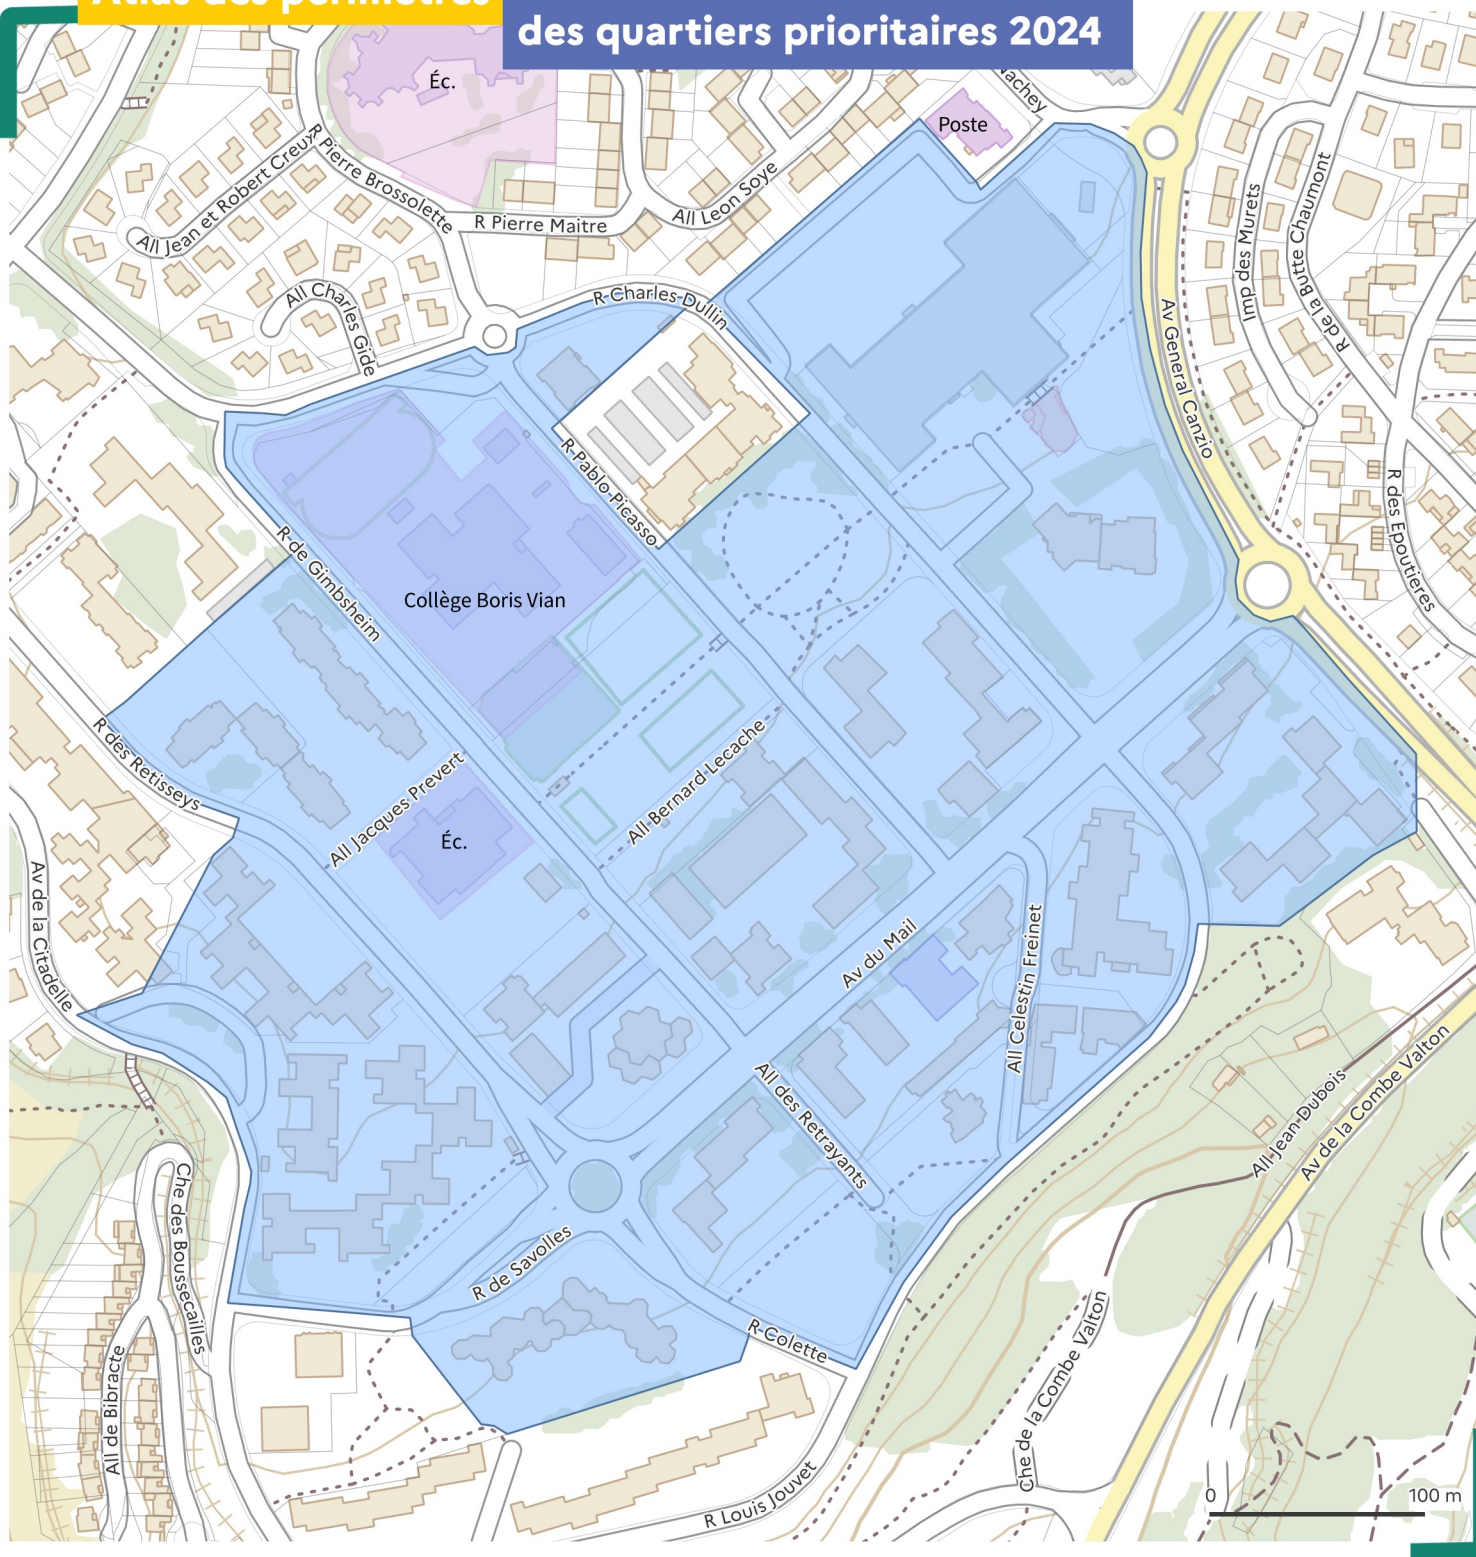 Atlas des périmètres
des quartiers prioritaires 2024
Éc.
Poste
R Pierre Brossolette
All Jean et Robert Creux
R Pierre Maitre
All Leon Soye
All Charles Gide
R Charles Dullin
Imp des Murets
R de la Butte Chaumont
Av General Canzio
R des Epoutieres
R Pablo Picasso
R de Gimbsheim
Collège Boris Vian
R des Retisseys
All Jacques Prevert
Éc.
All Bernard Lecache
Av de la Citadelle
Av du Mail
All Celestin Freinet
All des Retrayants
All Jean Dubois
Av de la Combe Valton
Che des Boussecailles
R de Savolles
R Colette
All de Bibracte
Che de la Combe Valton
R Louis Jouvet
0 100 m